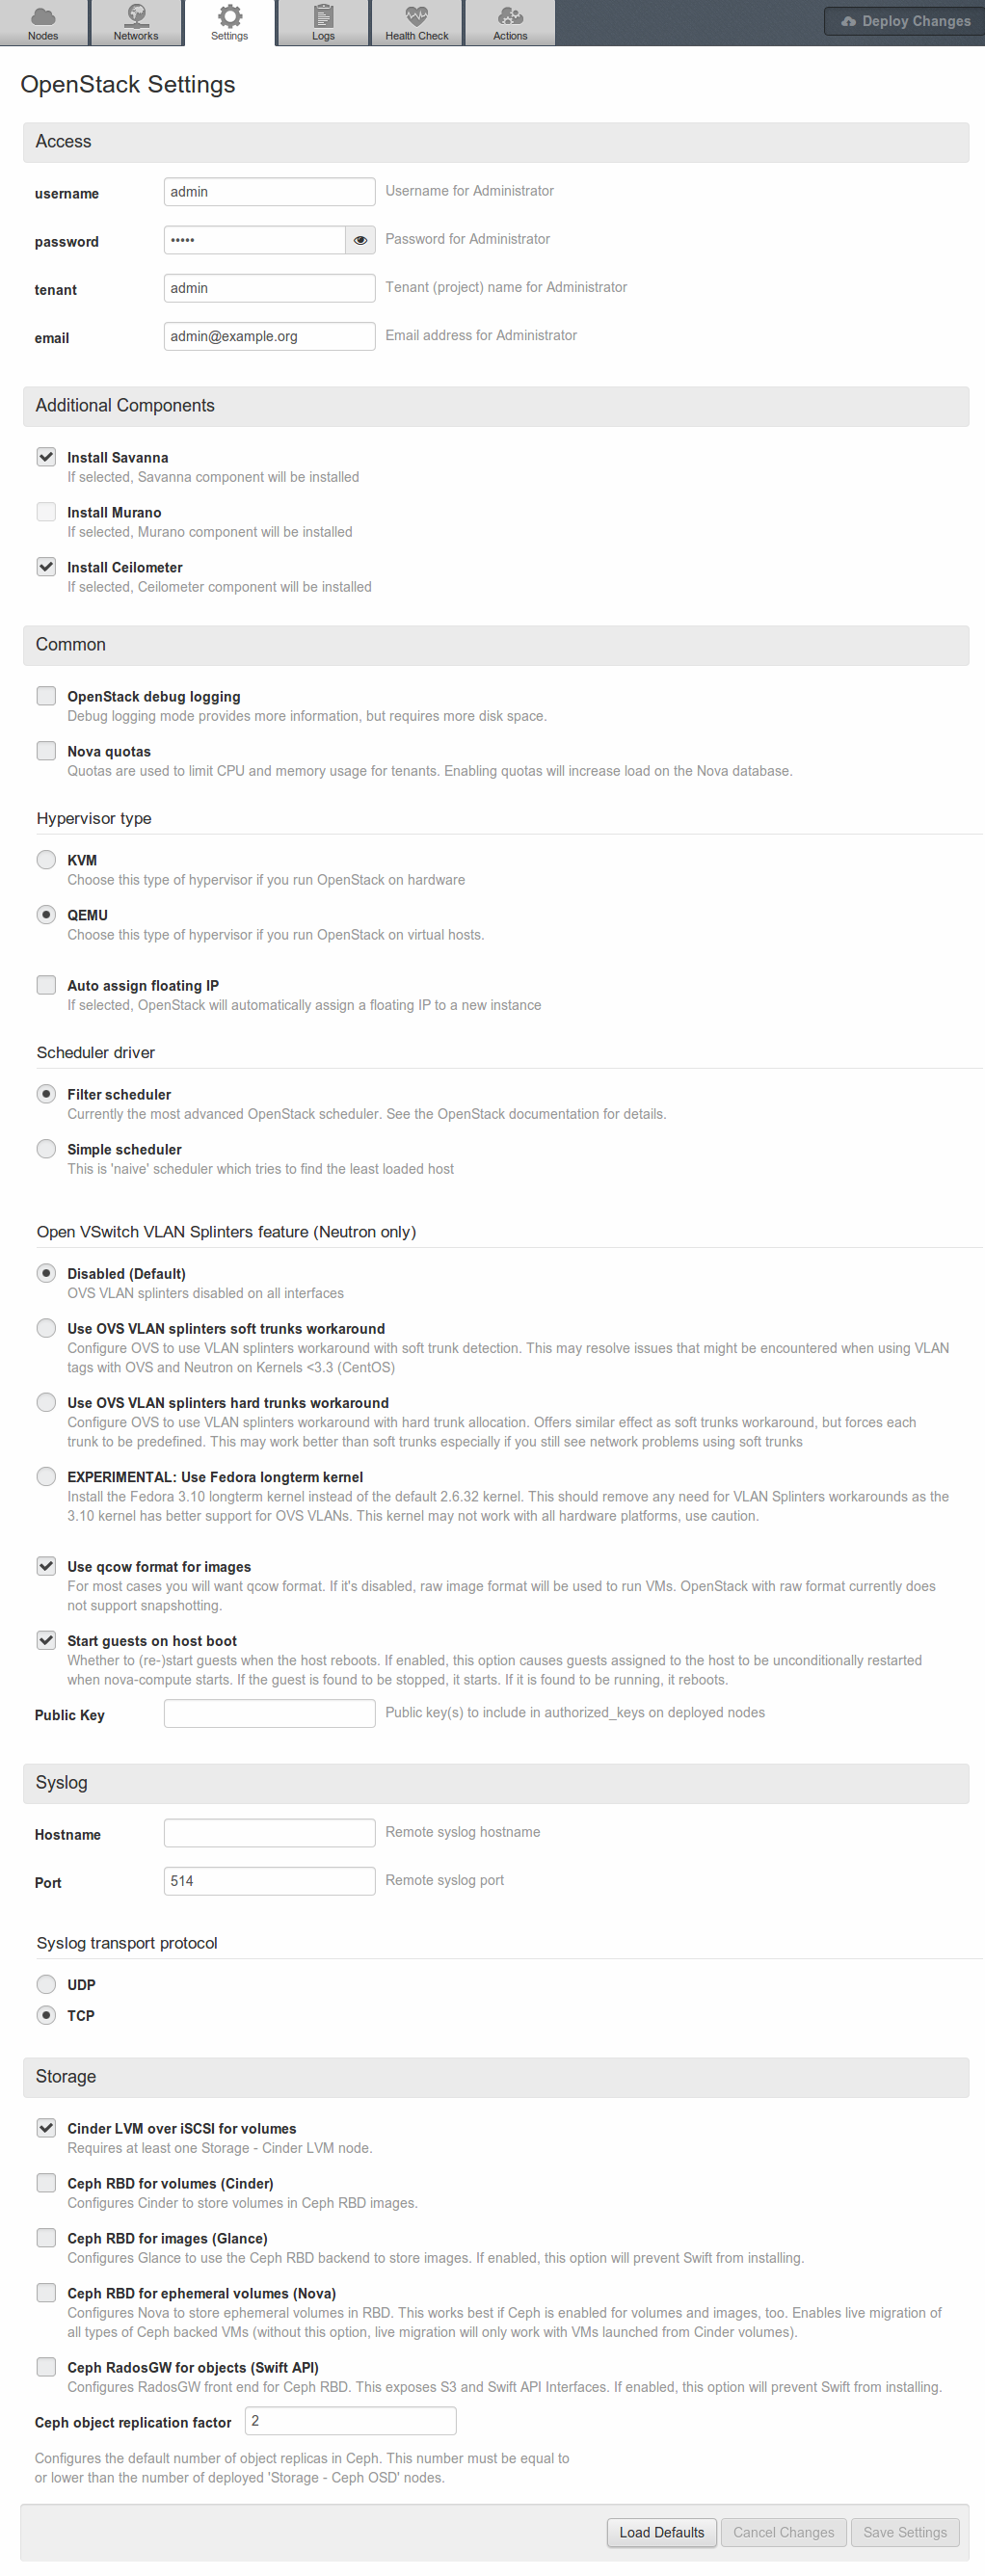 Nodes
Networks
Settings
Logs
Health Check
Actions
Deploy Changes
OpenStack Settings
Access
username admin Username for Administrator
password ••••• Password for Administrator
tenant admin Tenant (project) name for Administrator
email admin@example.org Email address for Administrator
Additional Components
Install Savanna
If selected, Savanna component will be installed
Install Murano
If selected, Murano component will be installed
Install Ceilometer
If selected, Ceilometer component will be installed
Common
OpenStack debug logging
Debug logging mode provides more information, but requires more disk space.
Nova quotas
Quotas are used to limit CPU and memory usage for tenants. Enabling quotas will increase load on the Nova database.
Hypervisor type
KVM
Choose this type of hypervisor if you run OpenStack on hardware
QEMU
Choose this type of hypervisor if you run OpenStack on virtual hosts.
Auto assign floating IP
If selected, OpenStack will automatically assign a floating IP to a new instance
Scheduler driver
Filter scheduler
Currently the most advanced OpenStack scheduler. See the OpenStack documentation for details.
Simple scheduler
This is 'naive' scheduler which tries to find the least loaded host
Open VSwitch VLAN Splinters feature (Neutron only)
Disabled (Default)
OVS VLAN splinters disabled on all interfaces
Use OVS VLAN splinters soft trunks workaround
Configure OVS to use VLAN splinters workaround with soft trunk detection. This may resolve issues that might be encountered when using VLAN
tags with OVS and Neutron on Kernels <3.3 (CentOS)
Use OVS VLAN splinters hard trunks workaround
Configure OVS to use VLAN splinters workaround with hard trunk allocation. Offers similar effect as soft trunks workaround, but forces each
trunk to be predefined. This may work better than soft trunks especially if you still see network problems using soft trunks
EXPERIMENTAL: Use Fedora longterm kernel
Install the Fedora 3.10 longterm kernel instead of the default 2.6.32 kernel. This should remove any need for VLAN Splinters workarounds as the
3.10 kernel has better support for OVS VLANs. This kernel may not work with all hardware platforms, use caution.
Use qcow format for images
For most cases you will want qcow format. If it's disabled, raw image format will be used to run VMs. OpenStack with raw format currently does
not support snapshotting.
Start guests on host boot
Whether to (re-)start guests when the host reboots. If enabled, this option causes guests assigned to the host to be unconditionally restarted
when nova-compute starts. If the guest is found to be stopped, it starts. If it is found to be running, it reboots.
Public Key Public key(s) to include in authorized_keys on deployed nodes
Syslog
Hostname Remote syslog hostname
Port 514 Remote syslog port
Syslog transport protocol
UDP
TCP
Storage
Cinder LVM over iSCSI for volumes
Requires at least one Storage - Cinder LVM node.
Ceph RBD for volumes (Cinder)
Configures Cinder to store volumes in Ceph RBD images.
Ceph RBD for images (Glance)
Configures Glance to use the Ceph RBD backend to store images. If enabled, this option will prevent Swift from installing.
Ceph RBD for ephemeral volumes (Nova)
Configures Nova to store ephemeral volumes in RBD. This works best if Ceph is enabled for volumes and images, too. Enables live migration of
all types of Ceph backed VMs (without this option, live migration will only work with VMs launched from Cinder volumes).
Ceph RadosGW for objects (Swift API)
Configures RadosGW front end for Ceph RBD. This exposes S3 and Swift API Interfaces. If enabled, this option will prevent Swift from installing.
Ceph object replication factor 2
Configures the default number of object replicas in Ceph. This number must be equal to
or lower than the number of deployed 'Storage - Ceph OSD' nodes.
Load Defaults
Cancel Changes
Save Settings